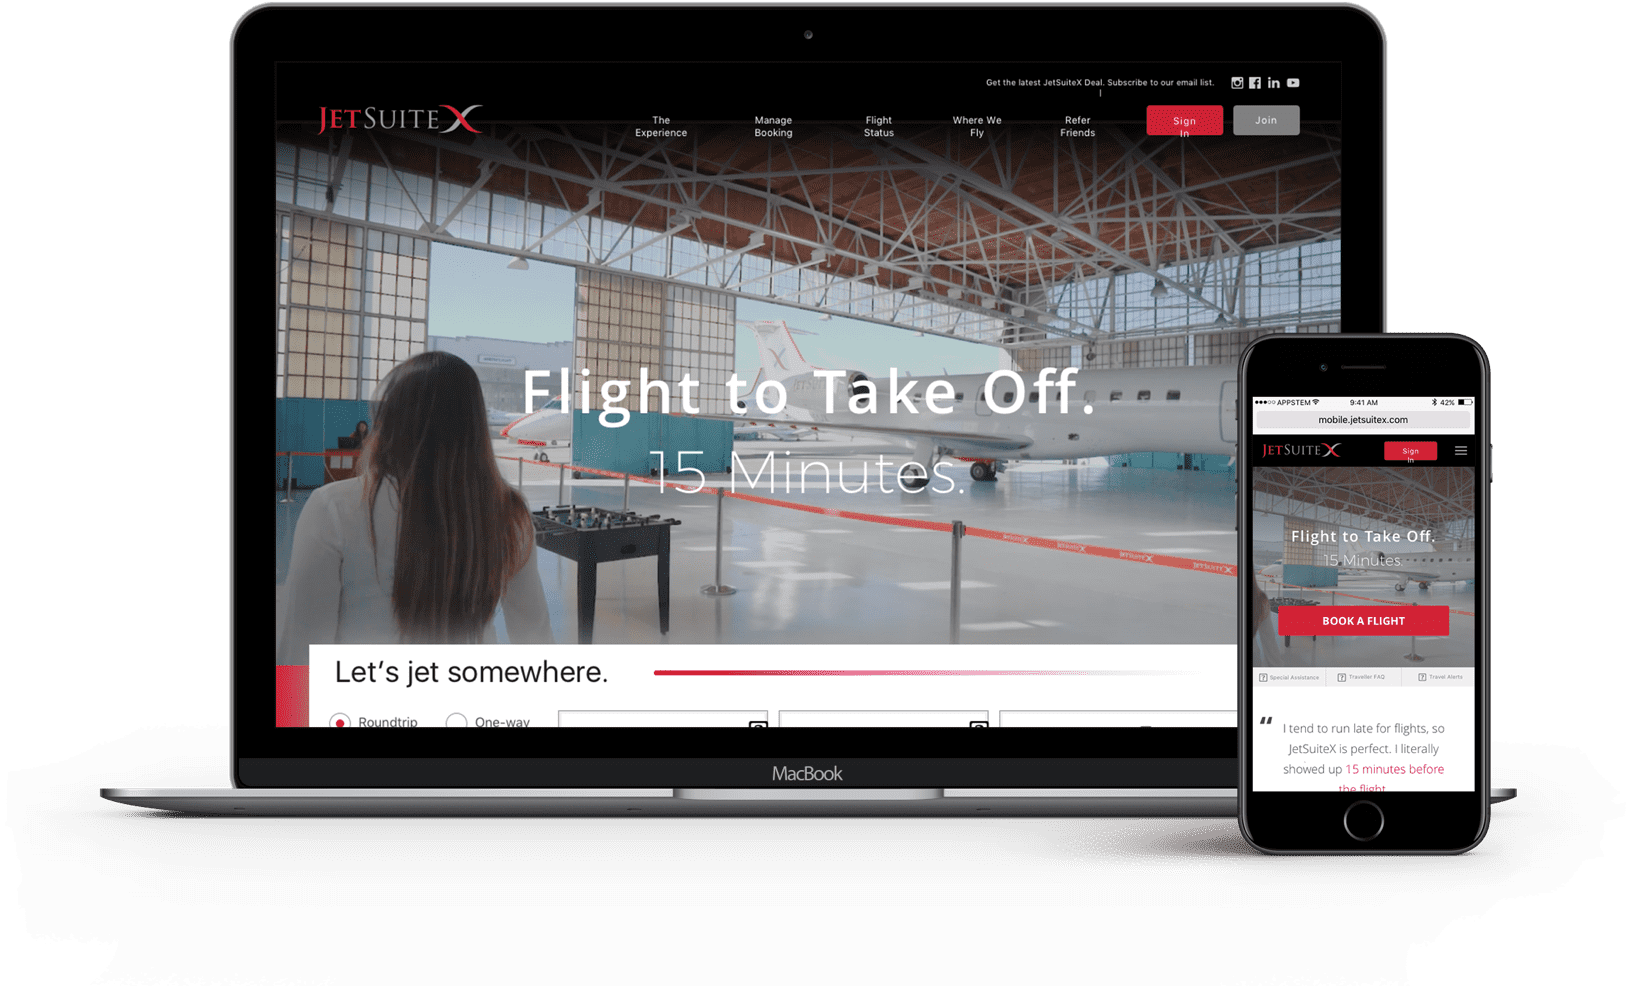 Get the latest JetSuiteX Deal. Subscribe to our email list.
JETSUITEX
The Experience
Manage Booking
Flight Status
Where We Fly
Refer Friends
Sign In
Join
Flight to Take Off.
15 Minutes.
Let's jet somewhere.
Roundtrip
One-way
MacBook
APPSTEM
9:41 AM
42%
mobile.jetsuitex.com
JETSUITEX
Sign In
Flight to Take Off.
15 Minutes.
BOOK A FLIGHT
Special Assistance
Traveller FAQ
Travel Alerts
“
I tend to run late for flights, so
JetSuiteX is perfect. I literally
showed up 15 minutes before
the flight